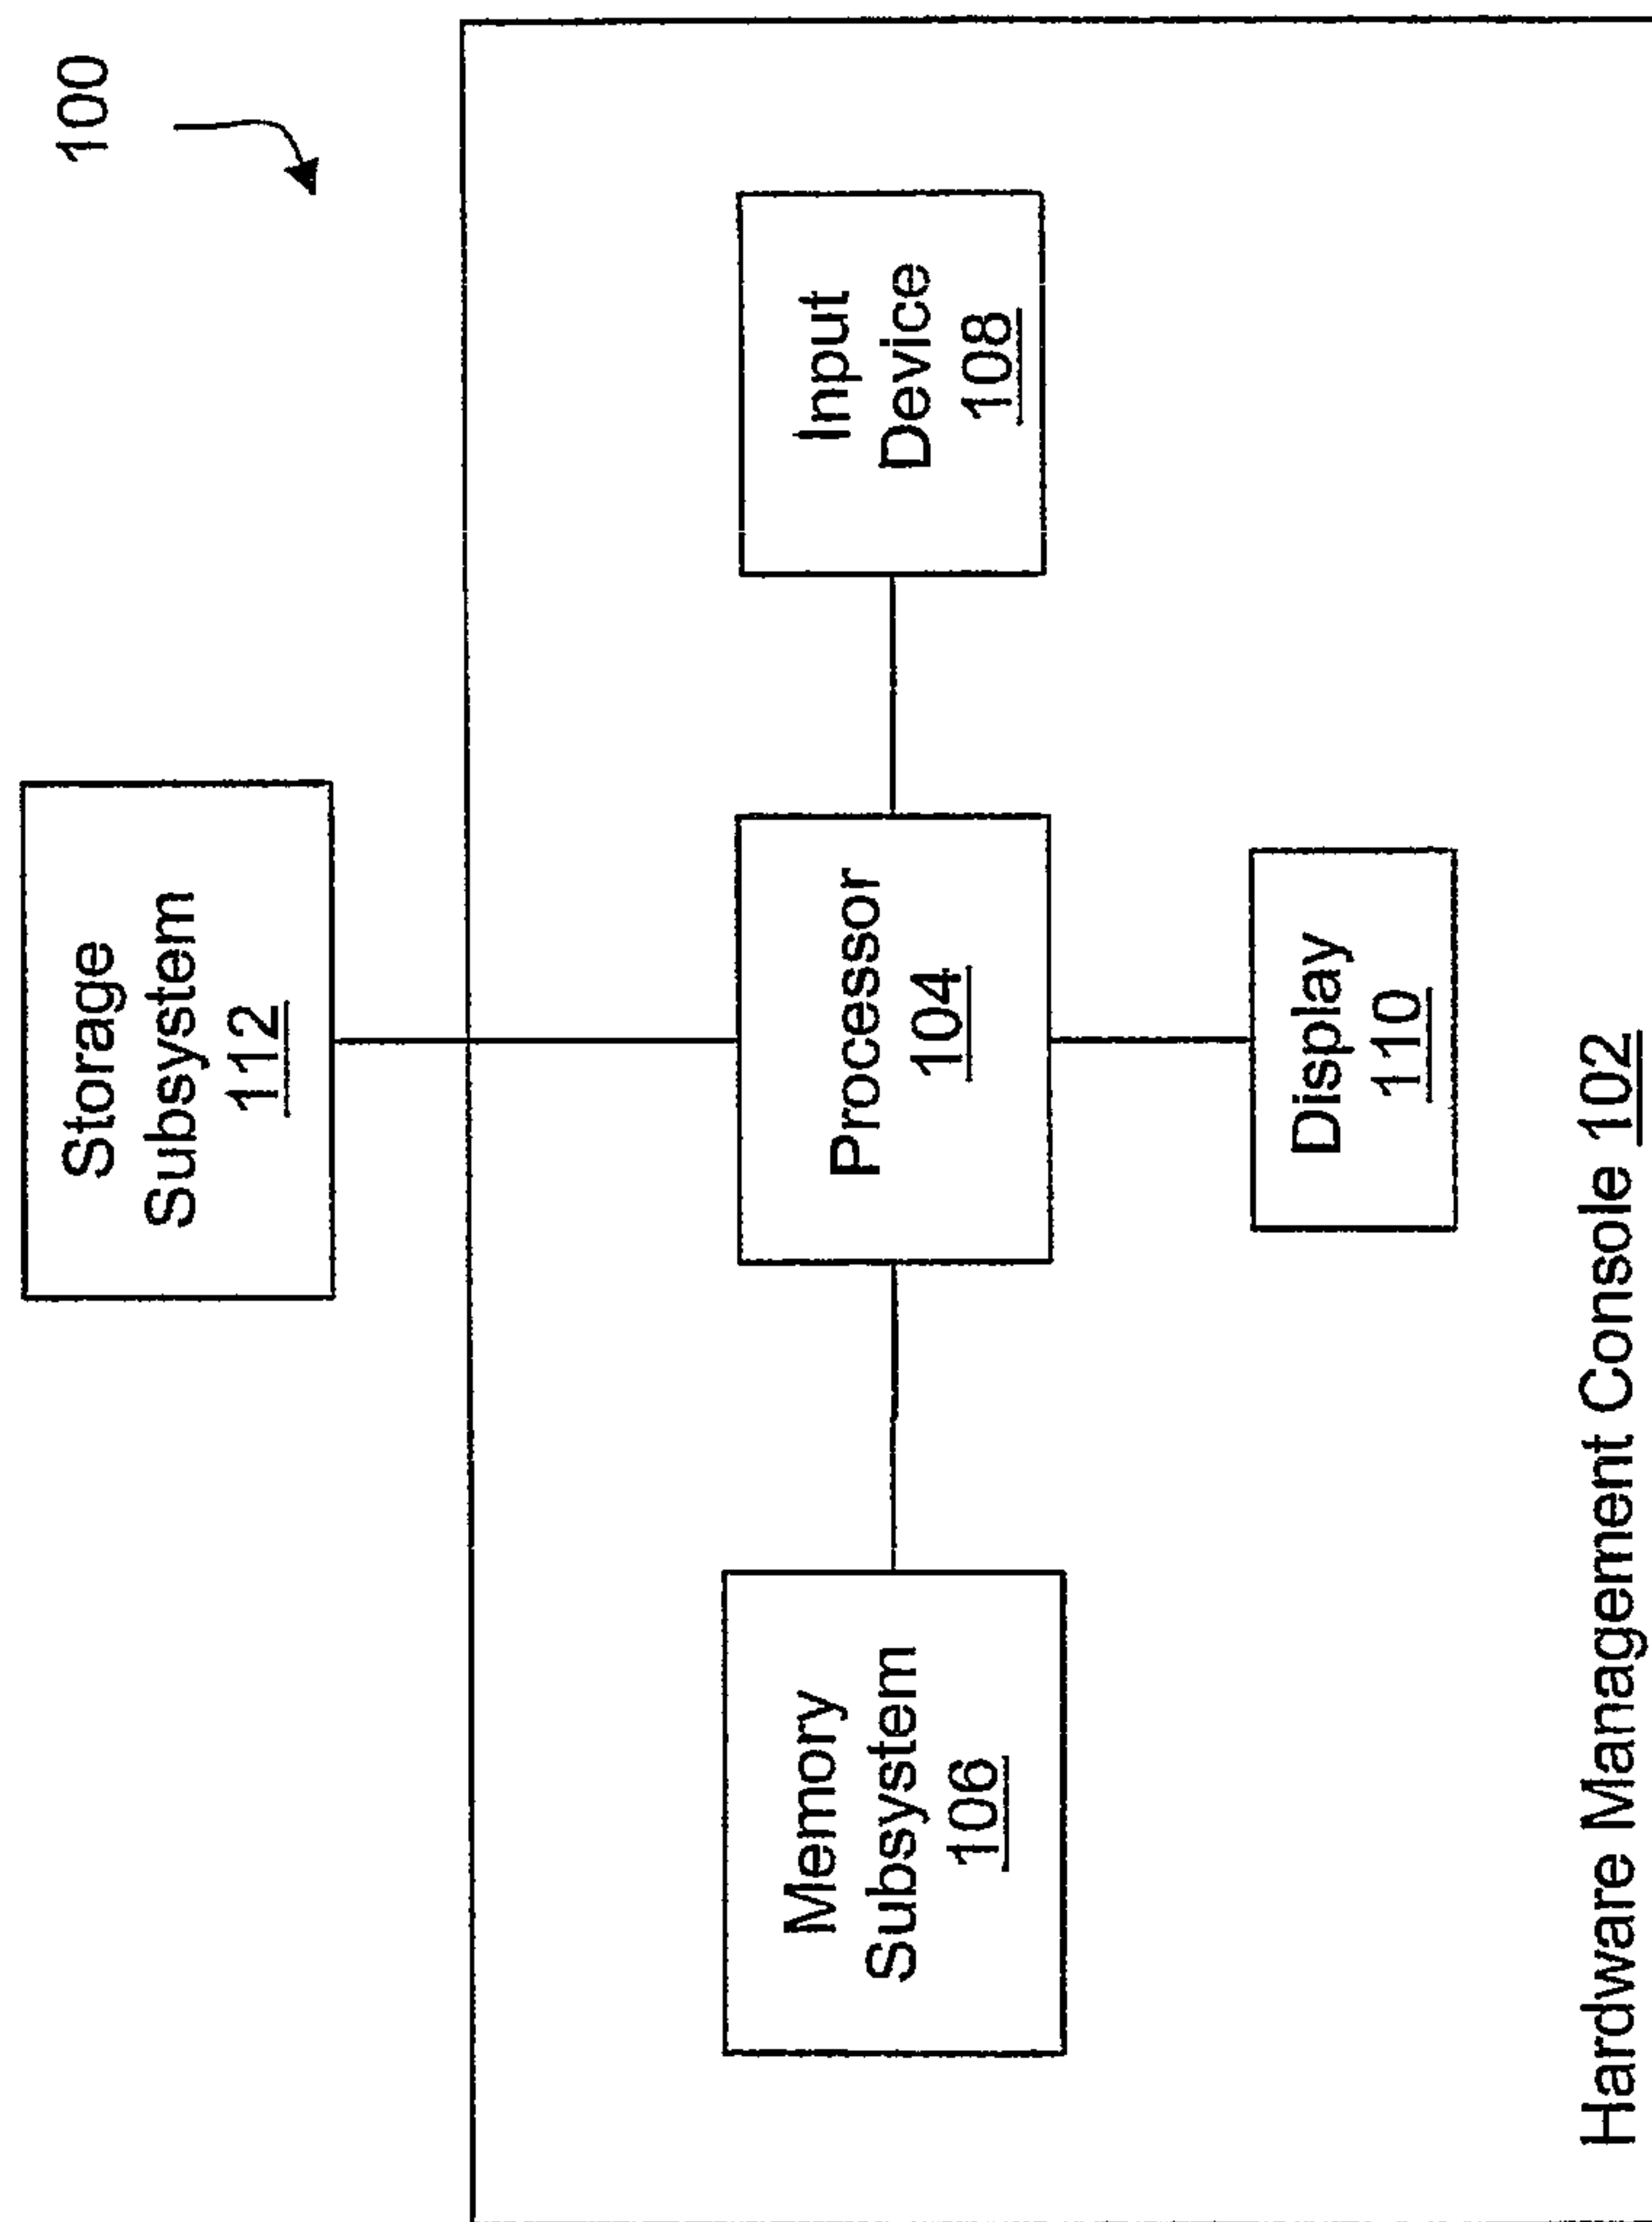 100
Storage
Subsystem
112
Memory
Subsystem
106
Processor
104
Input
Device
108
Display
110
Hardware Management Console 102